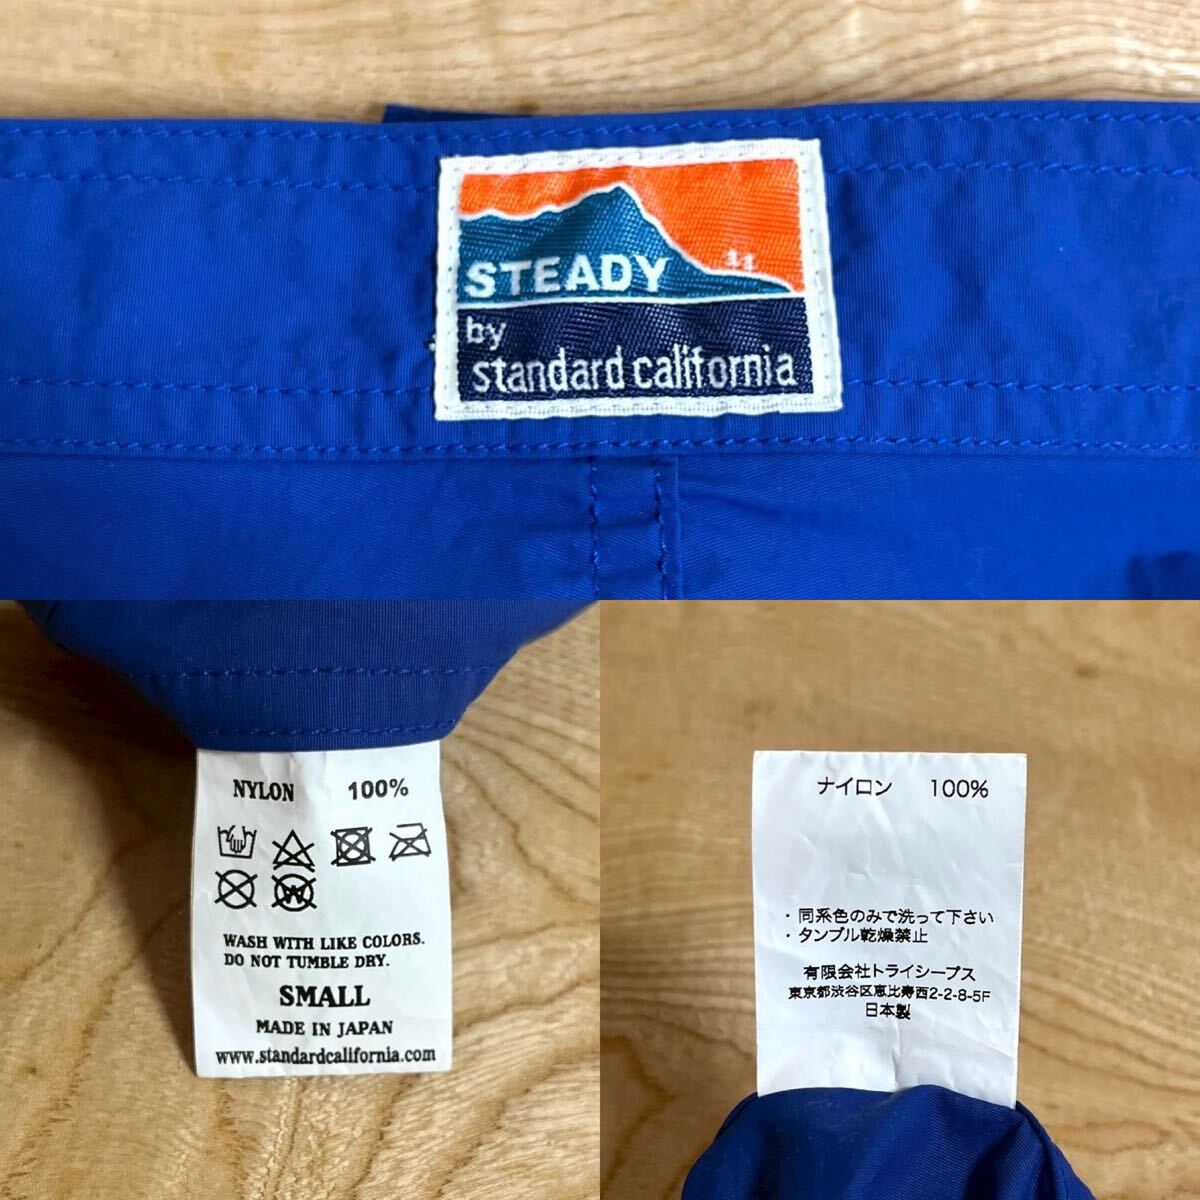 STEADY
by
standard california
NYLON 100%
WASH WITH LIKE COLORS.
DO NOT TUMBLE DRY.
SMALL
MADE IN JAPAN
www.standardcalifornia.com
ナイロン 100%
・同系色のみで洗って下さい
・タンブル乾燥禁止
有限会社トライシープス
東京都渋谷区恵比寿西2-2-8-5F
日本製